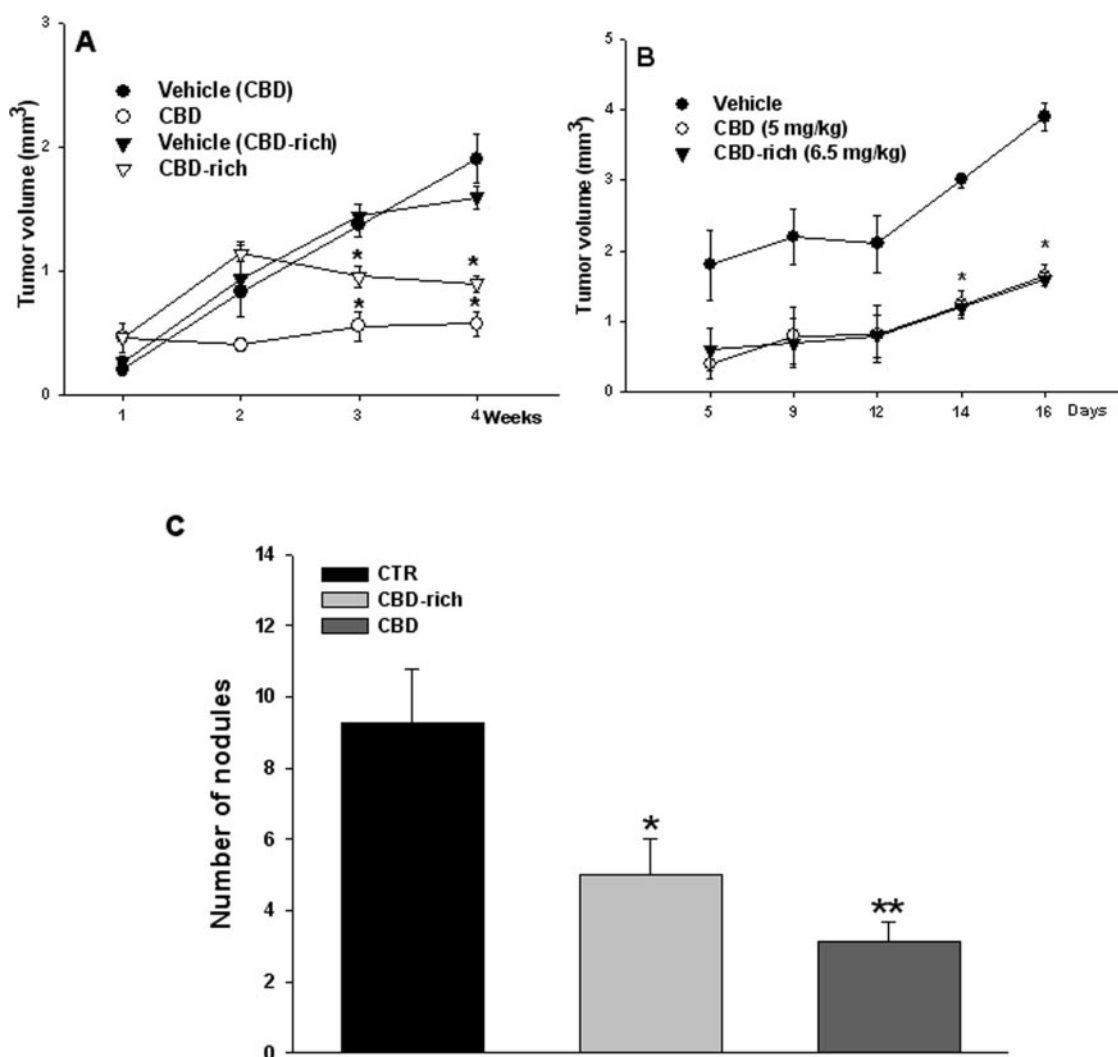 A
Vehicle (CBD)
CBD
Vehicle (CBD-rich)
CBD-rich
Tumor volume (mm³)
3
2
1
0
* *
* *
1 2 3 4 Weeks
B
Vehicle
CBD (5 mg/kg)
CBD-rich (6.5 mg/kg)
Tumor volume (mm³)
5
4
3
2
1
0
* *
5 9 12 14 16 Days
C
CTR
CBD-rich
CBD
Number of nodules
14
12
10
8
6
4
2
0
*
**